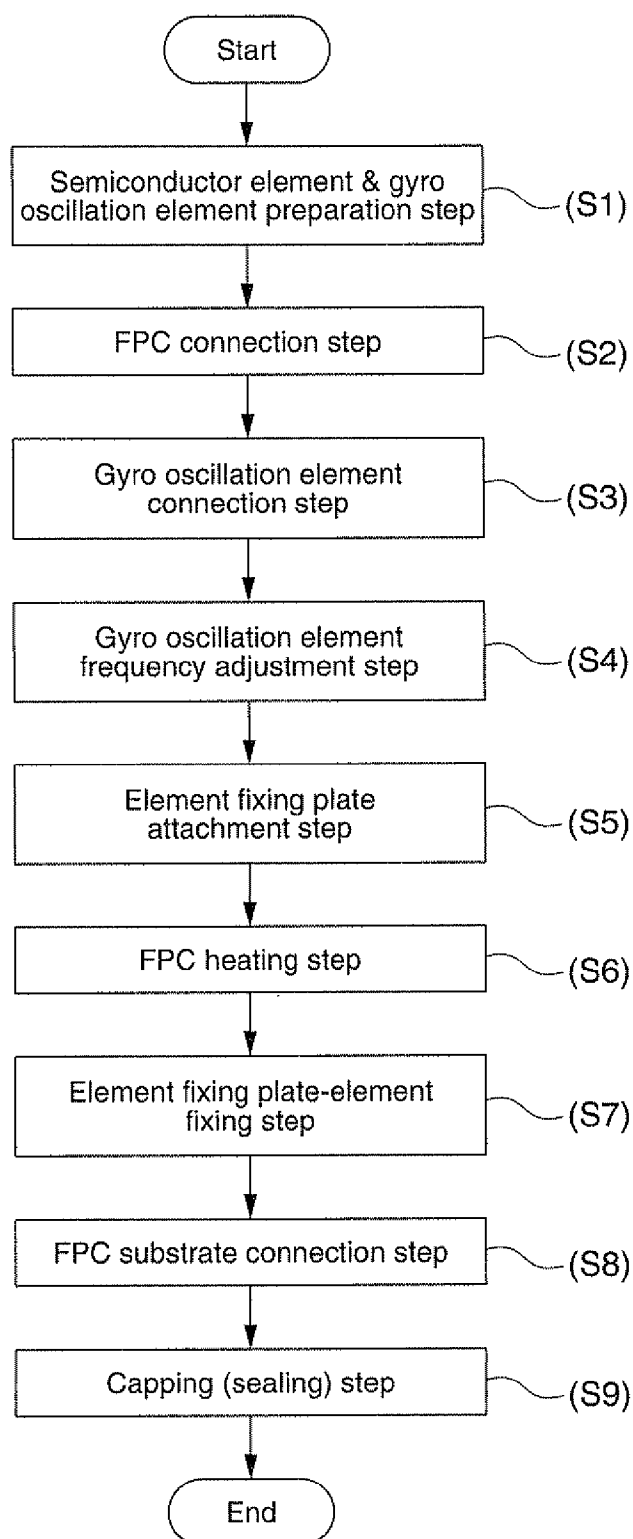 Start
Semiconductor element & gyro
oscillation element preparation step
(S1)
FPC connection step
(S2)
Gyro oscillation element
connection step
(S3)
Gyro oscillation element
frequency adjustment step
(S4)
Element fixing plate
attachment step
(S5)
FPC heating step
(S6)
Element fixing plate-element
fixing step
(S7)
FPC substrate connection step
(S8)
Capping (sealing) step
(S9)
End